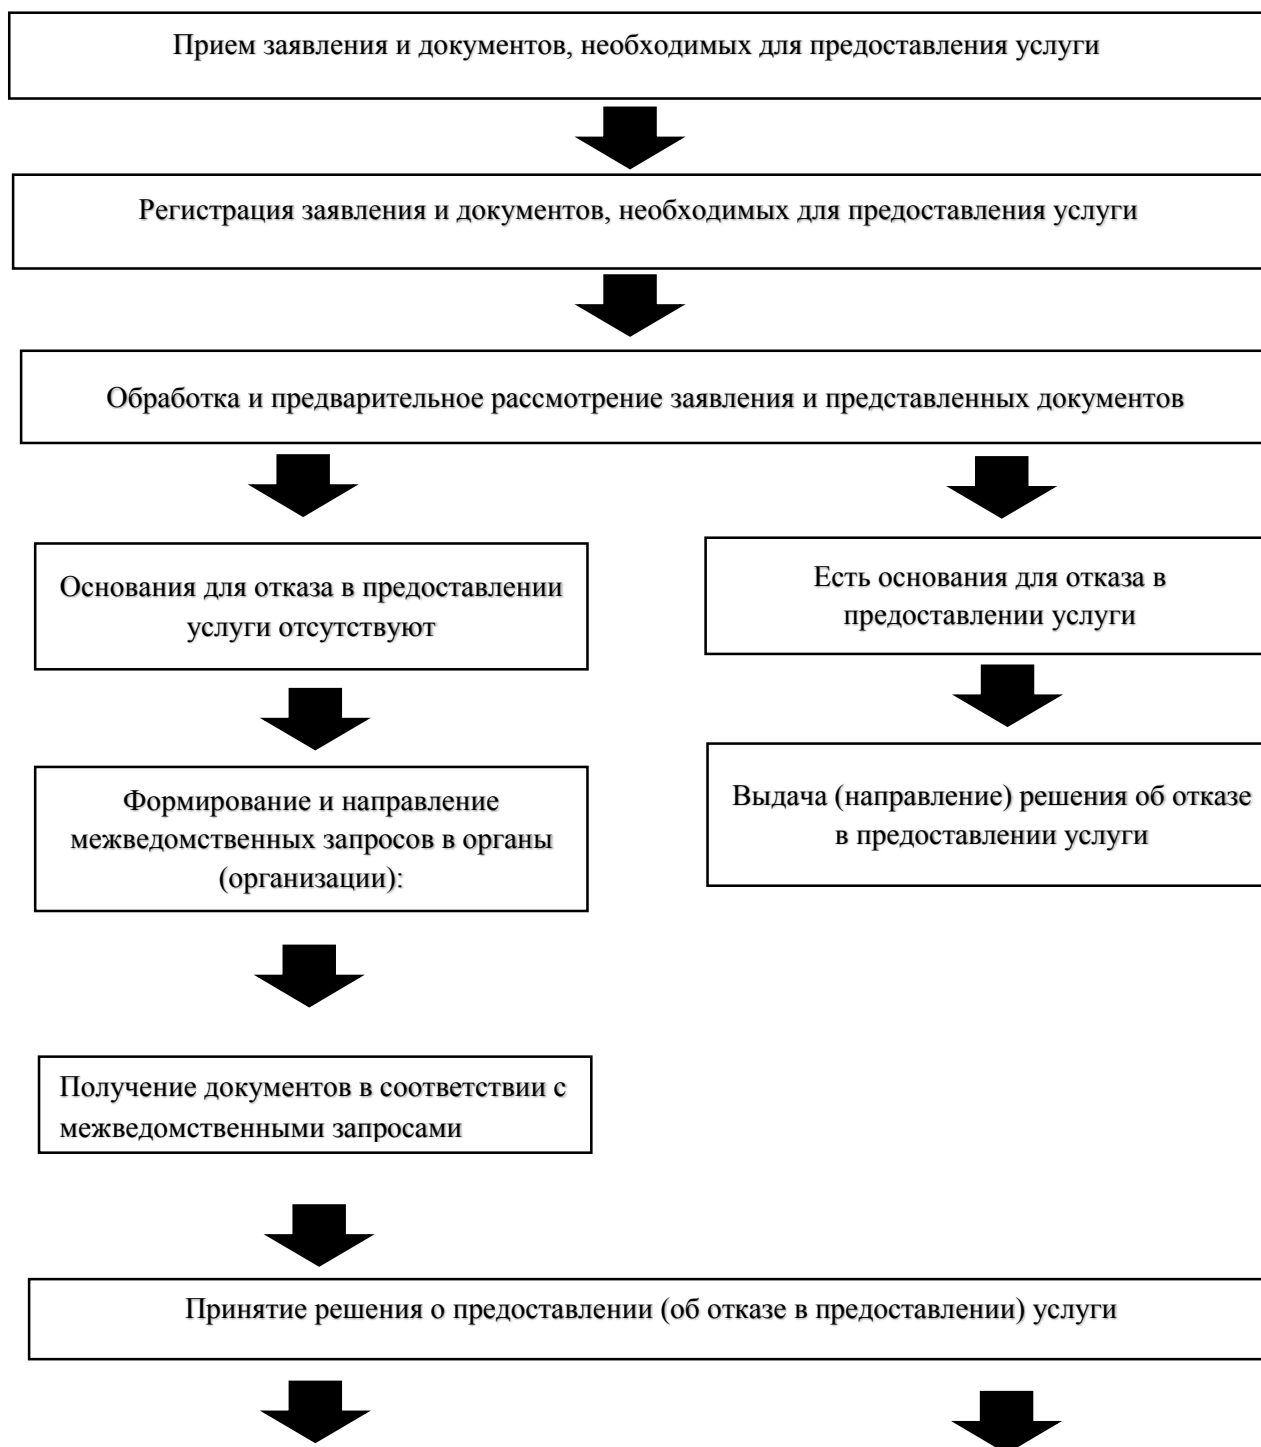 Прием заявления и документов, необходимых для предоставления услуги
Регистрация заявления и документов, необходимых для предоставления услуги
Обработка и предварительное рассмотрение заявления и представленных документов
Основания для отказа в предоставлении
услуги отсутствуют
Есть основания для отказа в
предоставлении услуги
Формирование и направление
межведомственных запросов в органы
(организации):
Выдача (направление) решения об отказе
в предоставлении услуги
Получение документов в соответствии с
межведомственными запросами
Принятие решения о предоставлении (об отказе в предоставлении) услуги